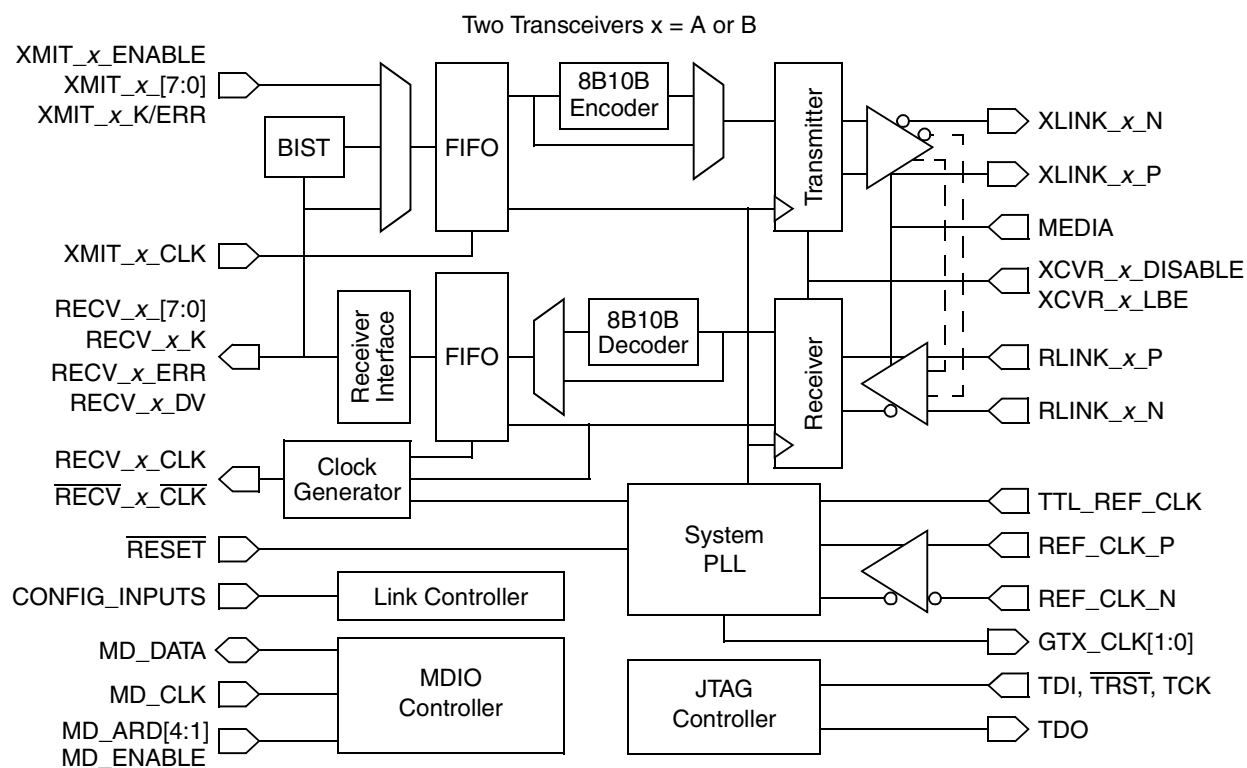 Two Transceivers x = A or B
XMIT_x_ENABLE
XMIT_x_[7:0]
XMIT_x_K/ERR
BIST
FIFO
8B10B
Encoder
Transmitter
XLINK_x_N
XLINK_x_P
MEDIA
XMIT_x_CLK
XCVR_x_DISABLE
XCVR_x_LBE
RECV_x_[7:0]
RECV_x_K
RECV_x_ERR
RECV_x_DV
Receiver
Interface
FIFO
8B10B
Decoder
Receiver
RLINK_x_P
RLINK_x_N
RECV_x_CLK
RECV_x_CLK
Clock
Generator
System
PLL
TTL_REF_CLK
RESET
REF_CLK_P
CONFIG_INPUTS
Link Controller
REF_CLK_N
GTX_CLK[1:0]
MD_DATA
MD_CLK
MD_ARD[4:1]
MD_ENABLE
MDIO
Controller
JTAG
Controller
TDI, TRST, TCK
TDO